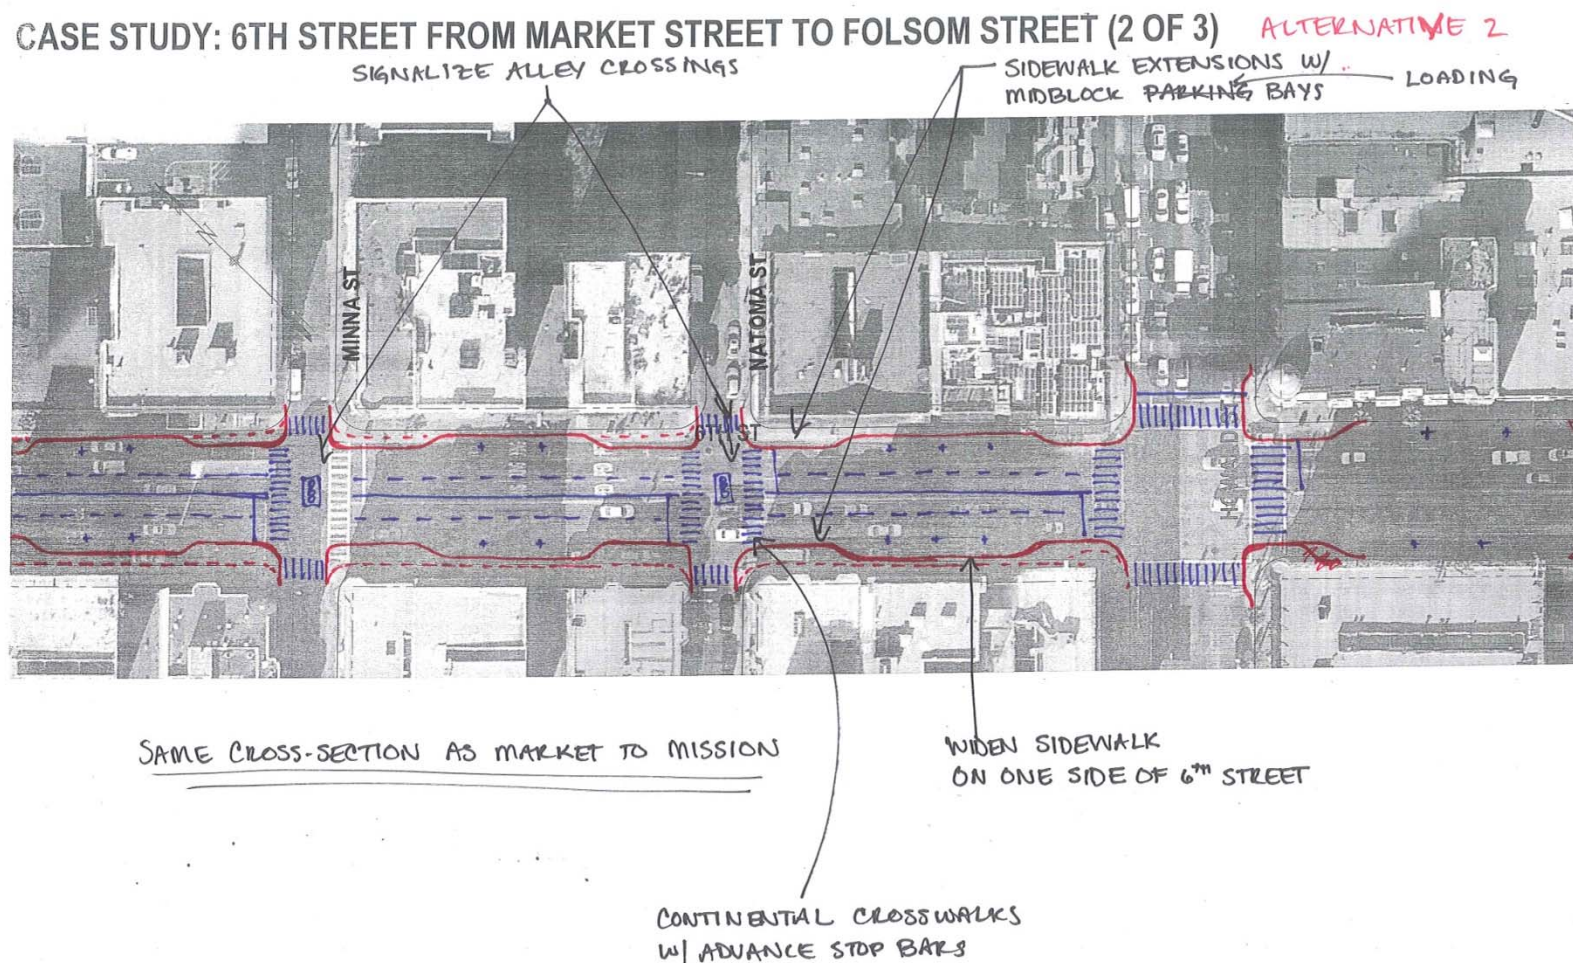 CASE STUDY: 6TH STREET FROM MARKET STREET TO FOLSOM STREET (2 OF 3)
ALTERNATIVE 2
SIGNALIZE ALLEY CROSSINGS
SIDEWALK EXTENSIONS W/
MIDBLOCK PARKING BAYS
LOADING
MINNA ST
NATOMA ST
ST
HOWARD
SAME CROSS-SECTION AS MARKET TO MISSION
WIDEN SIDEWALK
ON ONE SIDE OF 6TH STREET
CONTINENTAL CROSSWALKS
W/ ADVANCE STOP BARS